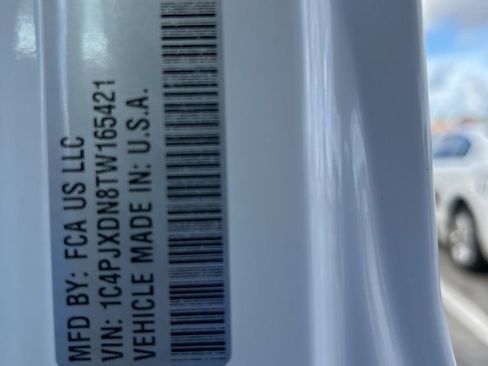 MFD BY: FCA US LLC
VIN: 1C4PJXDN8TW165421
VEHICLE MADE IN: U.S.A.